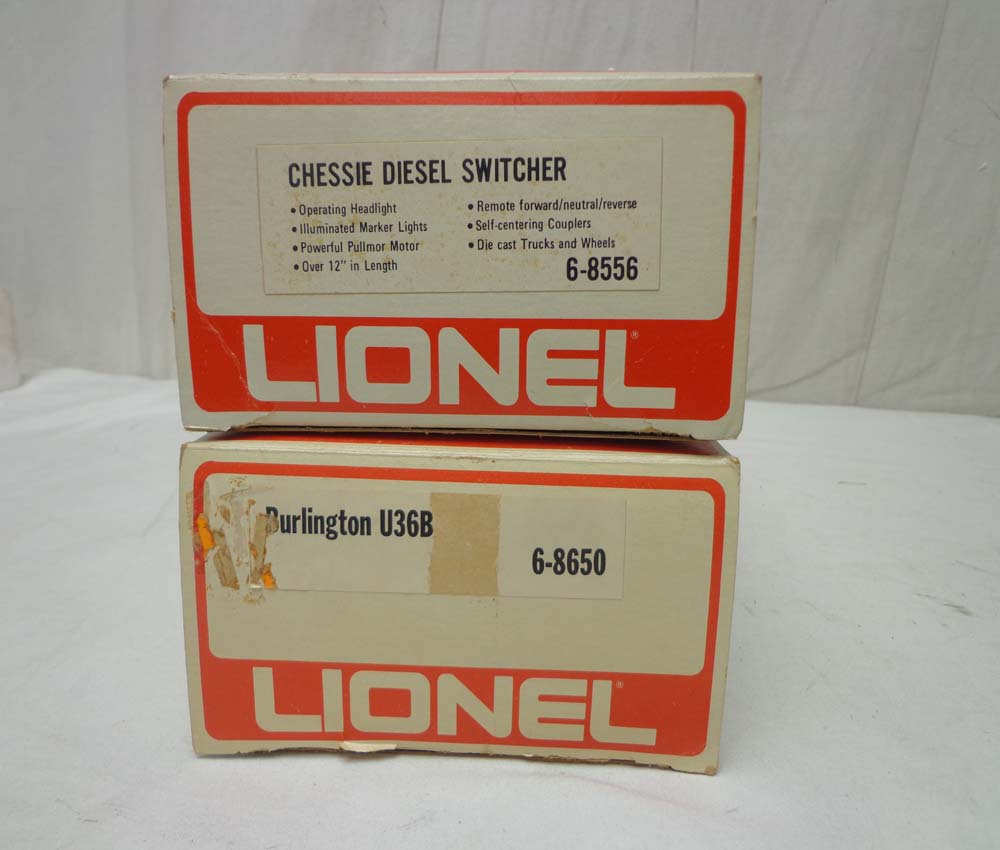 CHESSIE DIESEL SWITCHER
• Operating Headlight
• Illuminated Marker Lights
• Powerful Pullmor Motor
• Over 12" in Length
• Remote forward/neutral/reverse
• Self-centering Couplers
• Die cast Trucks and Wheels
6-8556
LIONEL®
Burlington U36B
6-8650
LIONEL®